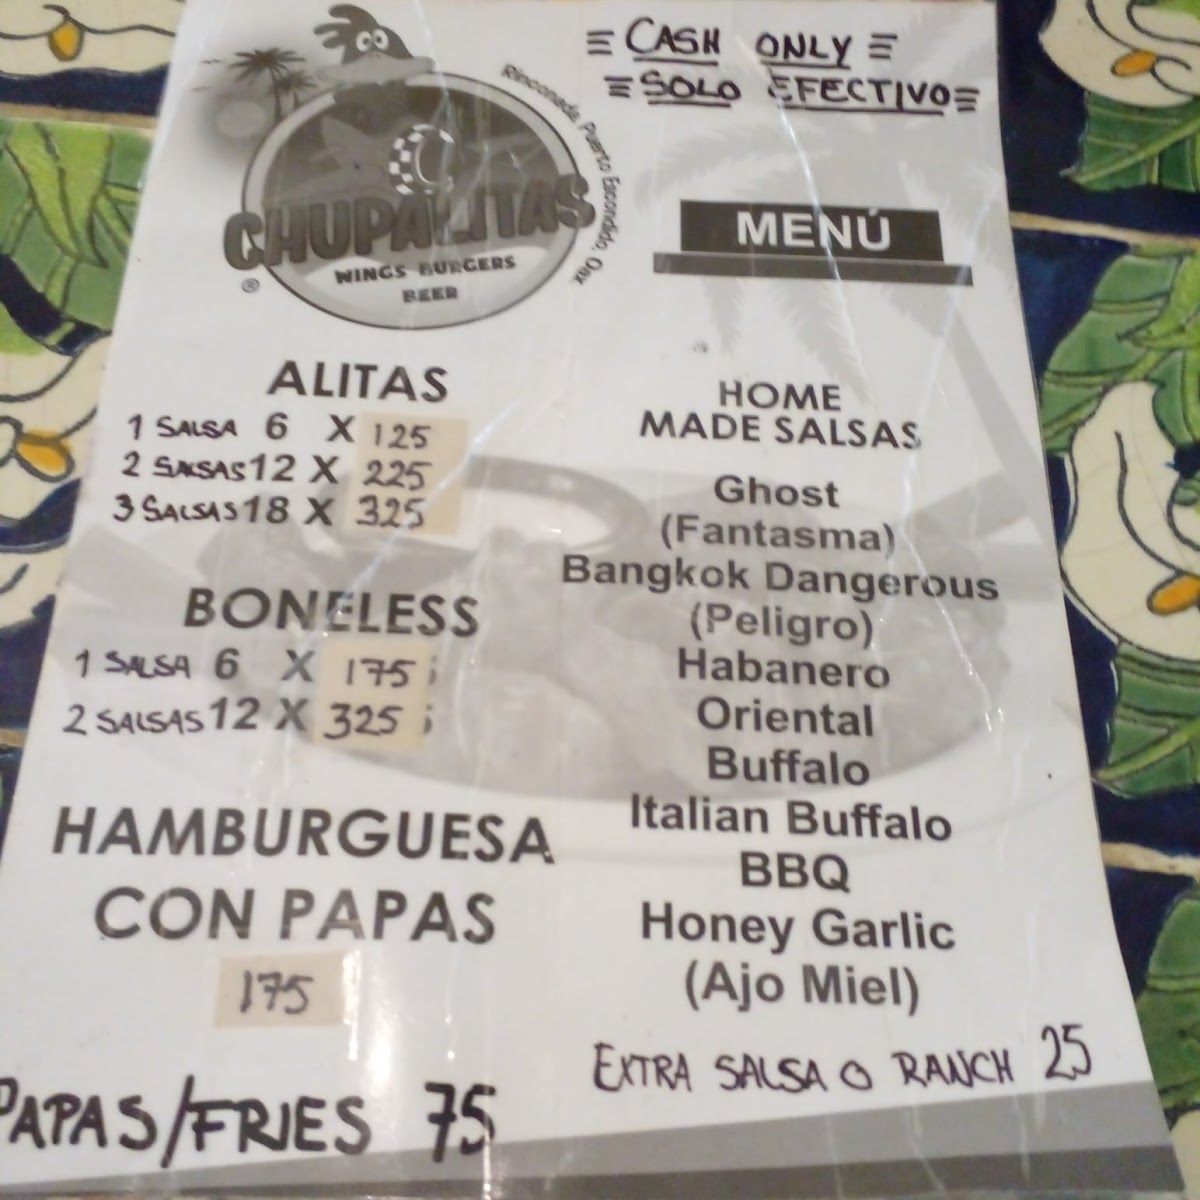 ≡ CASH ONLY ≡
≡ SOLO EFECTIVO ≡
Rinconada, Puerto Escondido, Oax
CHUPALITAS
®
WINGS BURGERS
BEER
MENÚ
ALITAS
1 SALSA 6 X 125
2 SALSAS 12 X 225
3 SALSAS 18 X 325
BONELESS
1 SALSA 6 X 175
2 SALSAS 12 X 325
HAMBURGUESA
CON PAPAS
175
PAPAS/FRIES 75
HOME
MADE SALSAS
Ghost
(Fantasma)
Bangkok Dangerous
(Peligro)
Habanero
Oriental
Buffalo
Italian Buffalo
BBQ
Honey Garlic
(Ajo Miel)
EXTRA SALSA O RANCH 25